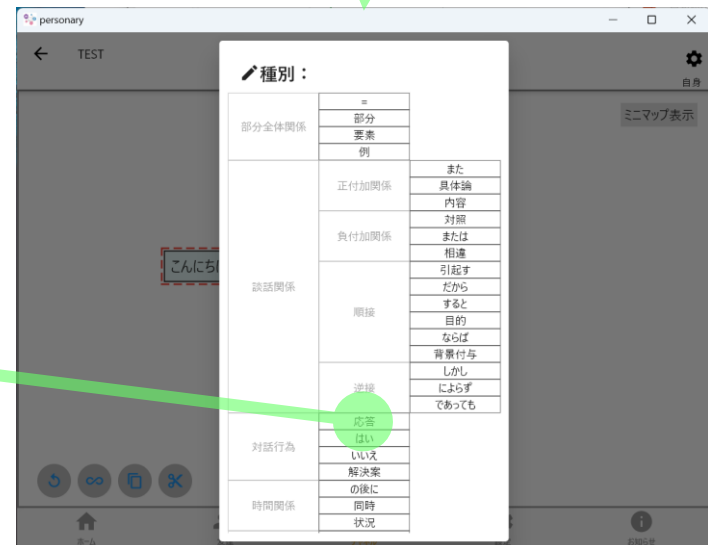 personary
TEST
自身
ミニマップ表示
種別：
部分全体関係
=
部分
要素
例
談話関係
正付加関係
また
具体論
内容
負付加関係
対照
または
相違
順接
引起す
だから
すると
目的
ならば
背景付与
逆接
しかし
によらず
であっても
対話行為
応答
はい
いいえ
解決案
時間関係
の後に
同時
状況
こんにち
ホーム
お知らせ